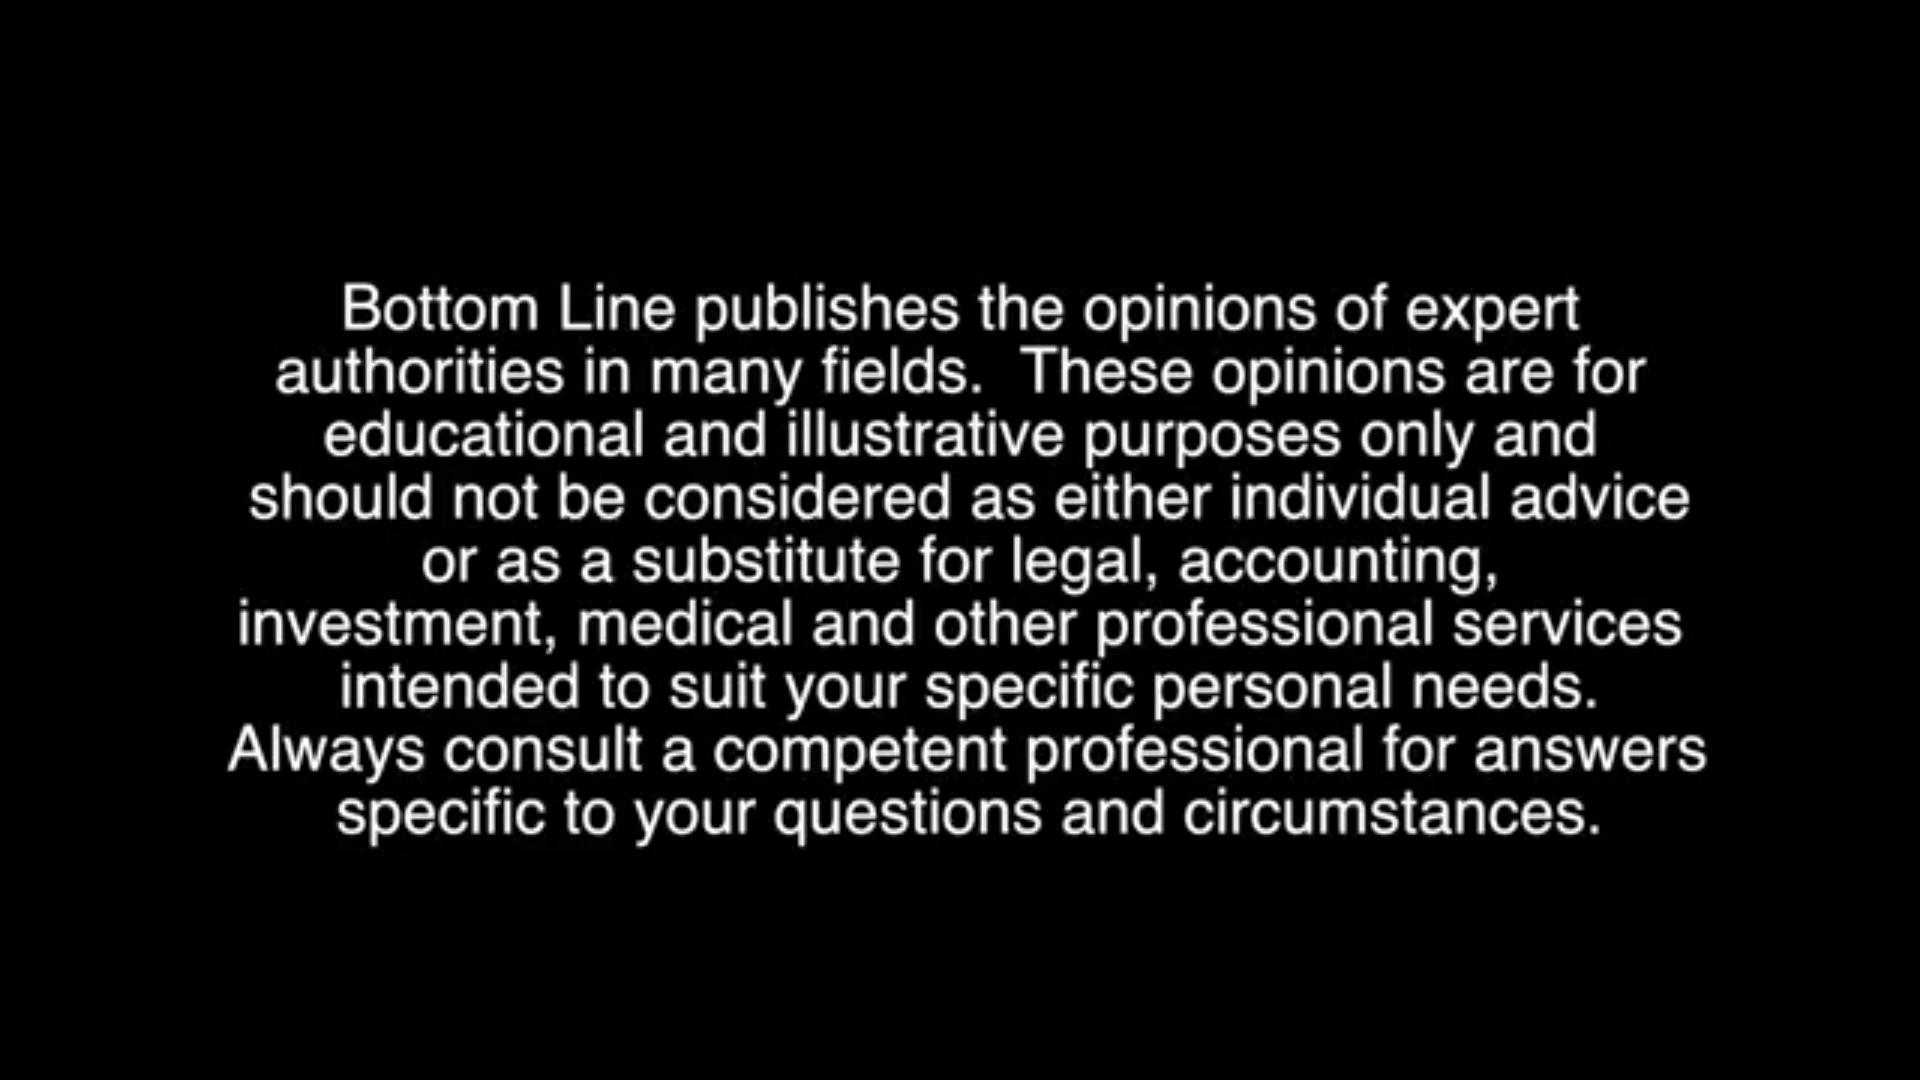 Bottom Line publishes the opinions of expert
authorities in many fields.  These opinions are for
educational and illustrative purposes only and
should not be considered as either individual advice
or as a substitute for legal, accounting,
investment, medical and other professional services
intended to suit your specific personal needs.
Always consult a competent professional for answers
specific to your questions and circumstances.